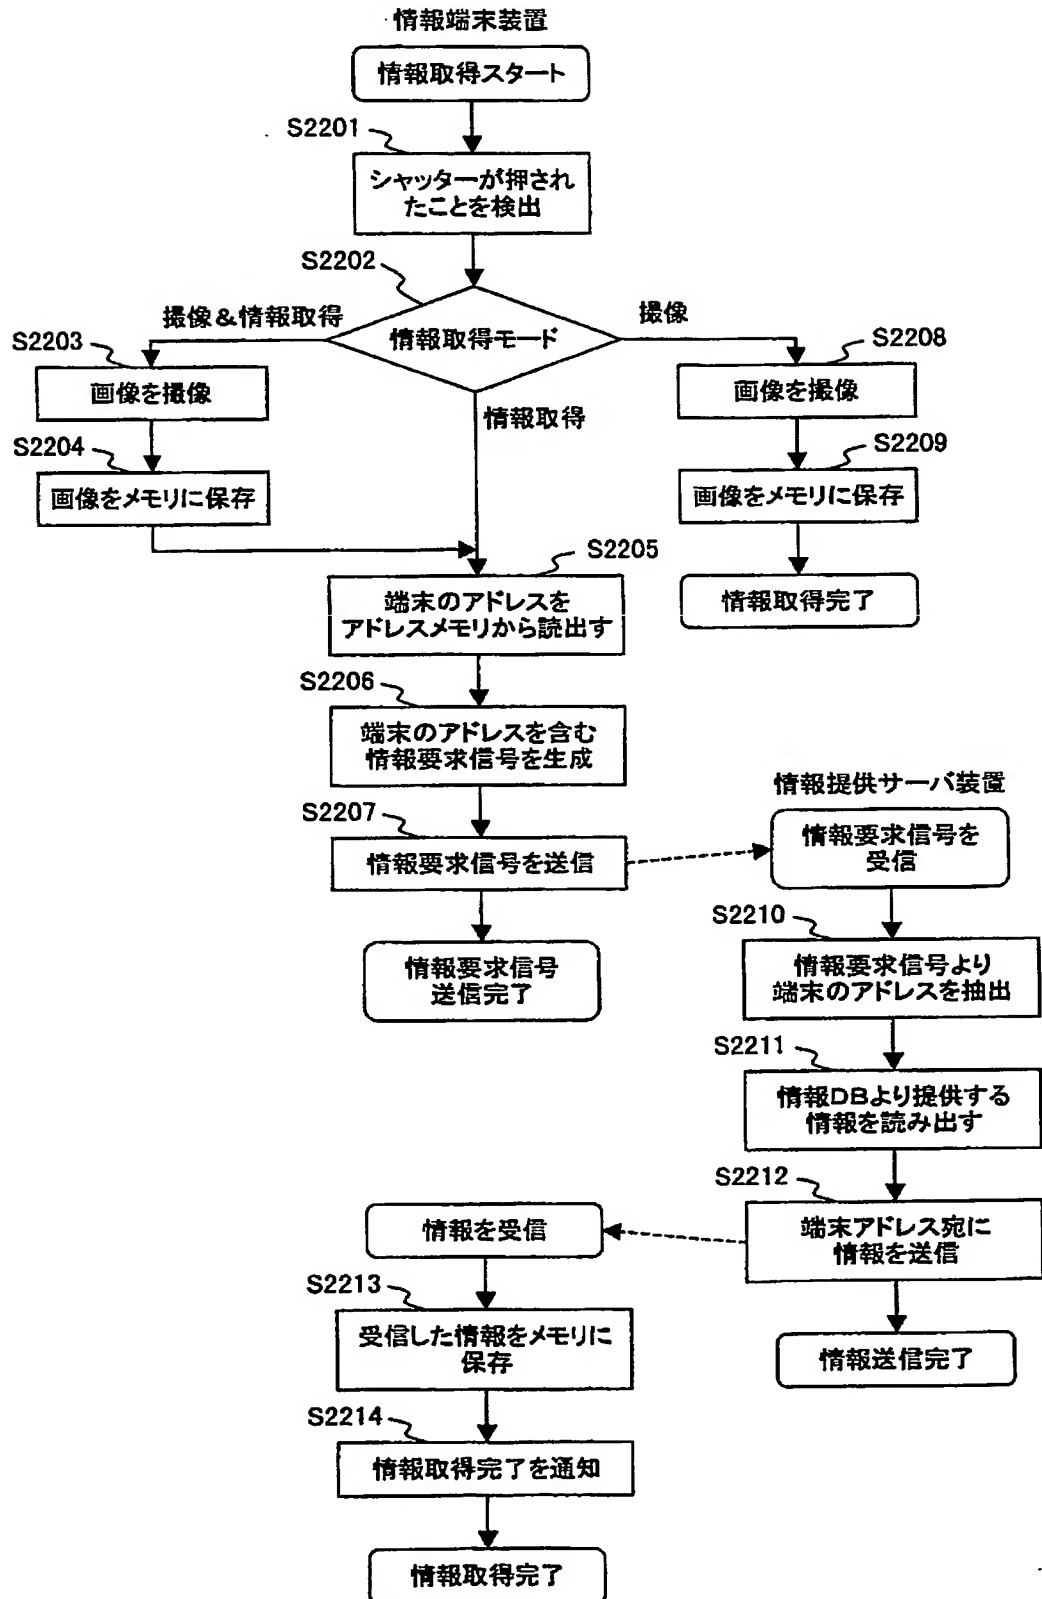 情報端末装置
情報取得スタート
S2201
シャッターが押され
たことを検出
S2202
情報取得モード
撮像&情報取得
撮像
情報取得
S2203
画像を撮像
S2204
画像をメモリに保存
S2208
画像を撮像
S2209
画像をメモリに保存
情報取得完了
S2205
端末のアドレスを
アドレスメモリから読出す
S2206
端末のアドレスを含む
情報要求信号を生成
S2207
情報要求信号を送信
情報要求信号
送信完了
情報提供サーバ装置
情報要求信号を
受信
S2210
情報要求信号より
端末のアドレスを抽出
S2211
情報DBより提供する
情報を読み出す
S2212
端末アドレス宛に
情報を送信
情報送信完了
情報を受信
S2213
受信した情報をメモリに
保存
S2214
情報取得完了を通知
情報取得完了